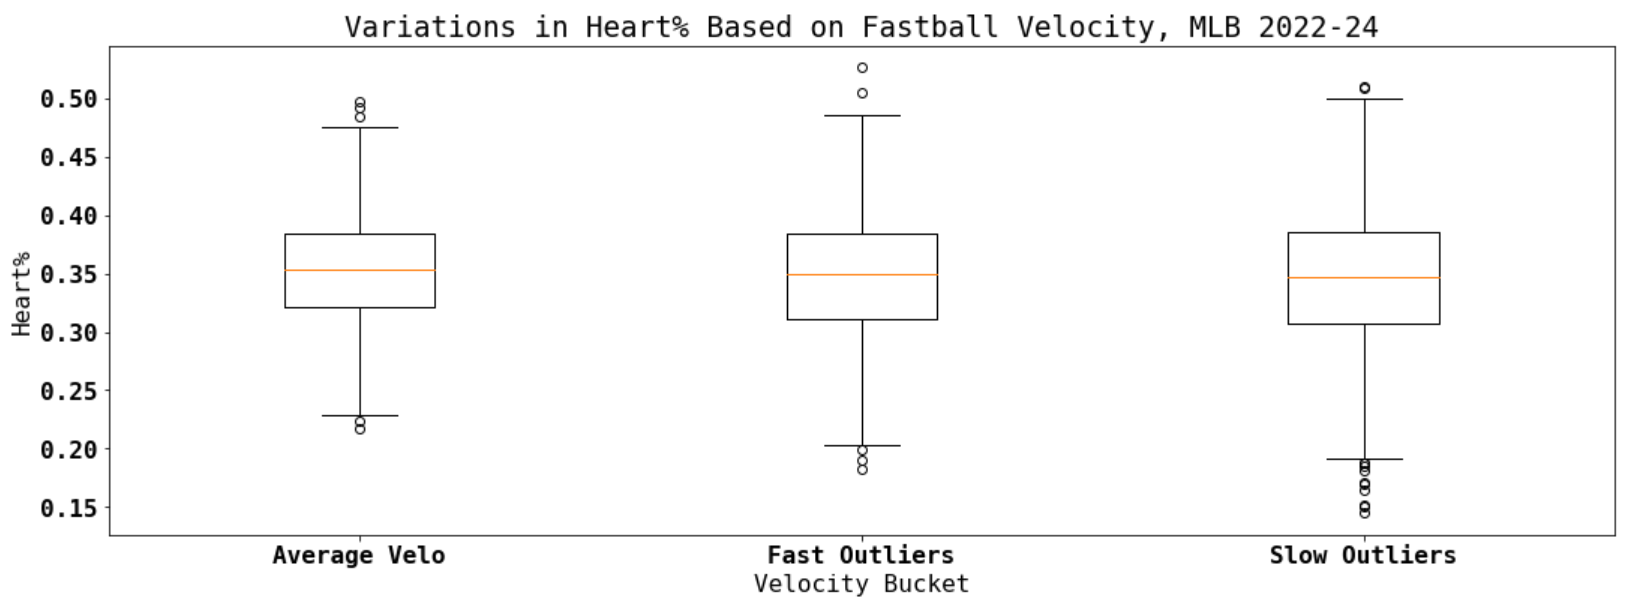 Variations in Heart% Based on Fastball Velocity, MLB 2022-24
0.50
0.45
0.40
0.35
0.30
0.25
0.20
0.15
Heart%
Average Velo
Fast Outliers
Slow Outliers
Velocity Bucket